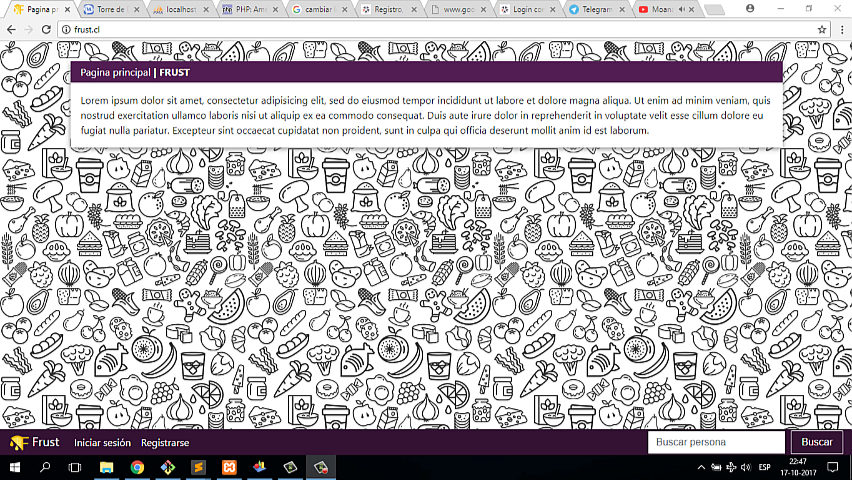 Pagina p
Torre de
localhost
PHP: Am
cambiar
Registro,
www.goo
Login co
Telegram
Moan
frust.cl
Pagina principal | FRUST
Lorem ipsum dolor sit amet, consectetur adipisicing elit, sed do eiusmod tempor incididunt ut labore et dolore magna aliqua. Ut enim ad minim veniam, quis
nostrud exercitation ullamco laboris nisi ut aliquip ex ea commodo consequat. Duis aute irure dolor in reprehenderit in voluptate velit esse cillum dolore eu
fugiat nulla pariatur. Excepteur sint occaecat cupidatat non proident, sunt in culpa qui officia deserunt mollit anim id est laborum.
Frust Iniciar sesión Registrarse Buscar persona Buscar
ESP
22:47
17-10-2017